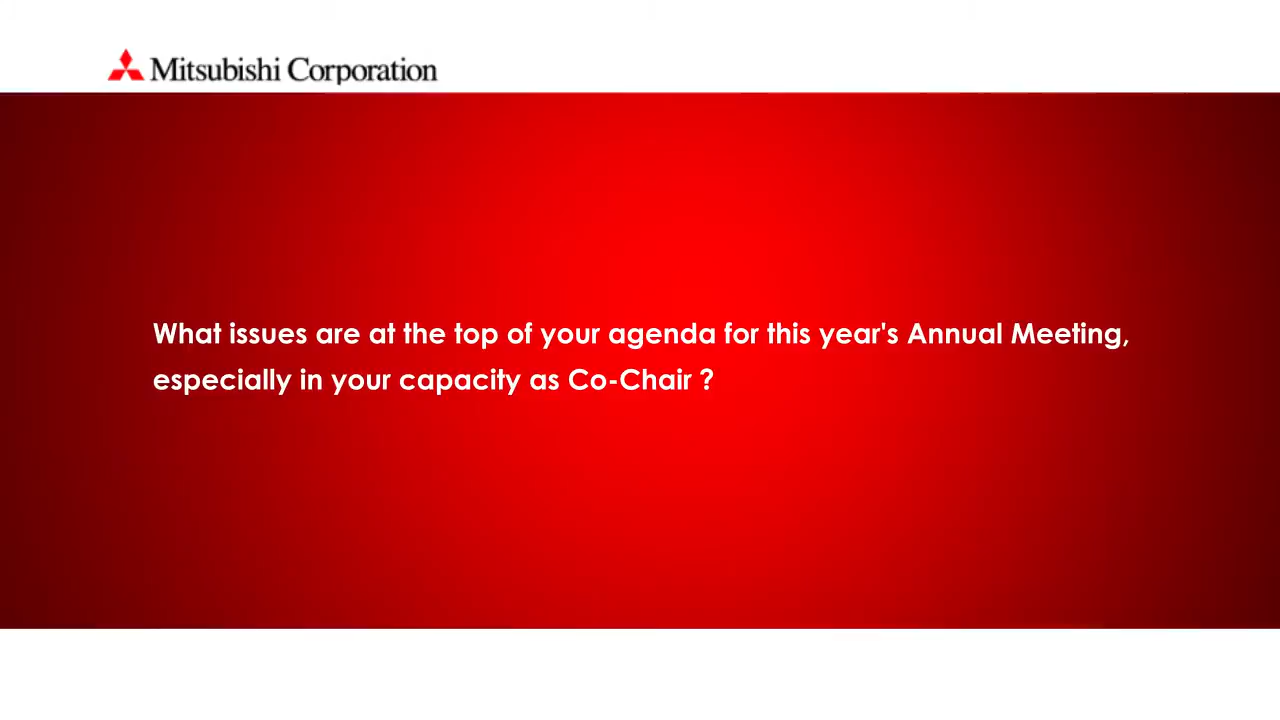 Mitsubishi Corporation
What issues are at the top of your agenda for this year's Annual Meeting,
especially in your capacity as Co-Chair ?